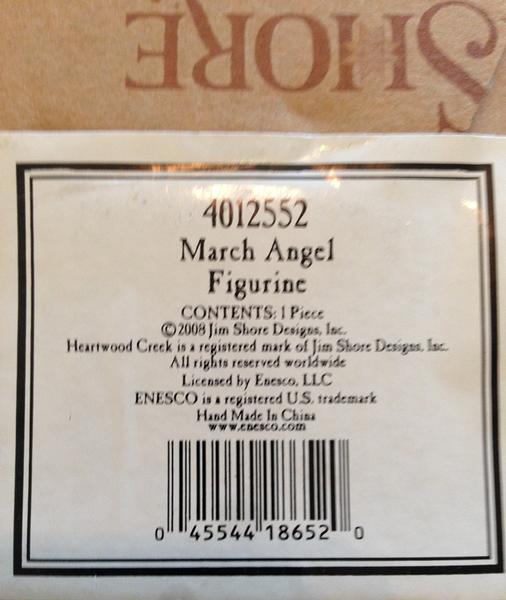 SHORE
4012552
March Angel
Figurine
CONTENTS: 1 Piece
©2008 Jim Shore Designs, Inc.
Heartwood Creek is a registered mark of Jim Shore Designs, Inc.
All rights reserved worldwide
Licensed by Enesco, LLC
ENESCO is a registered U.S. trademark
Hand Made In China
www.enesco.com
0 45544 18652 0